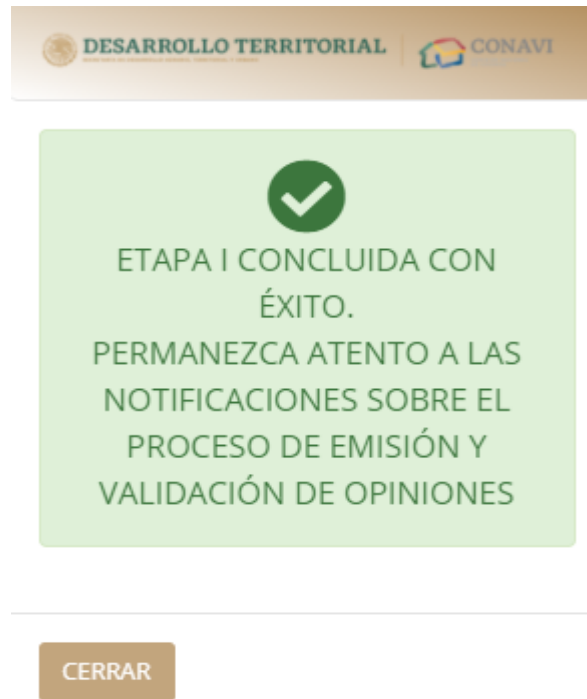 DESARROLLO TERRITORIAL
CONAVI
ETAPA I CONCLUIDA CON
ÉXITO.
PERMANEZCA ATENTO A LAS
NOTIFICACIONES SOBRE EL
PROCESO DE EMISIÓN Y
VALIDACIÓN DE OPINIONES
CERRAR